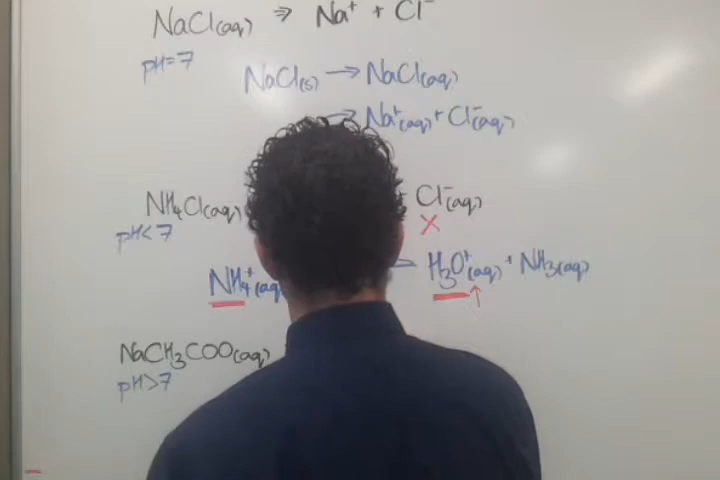 NaCl(aq) ⇒ Na⁺ + Cl⁻
pH=7
NaCl(s) → NaCl(aq)
→ Na⁺(aq) + Cl⁻(aq)
NH₄Cl(aq) + Cl⁻(aq)
pH<7 X
NH₄⁺(aq) H₃O⁺(aq) + NH₃(aq)
↑
NaCH₃COO(aq)
pH>7